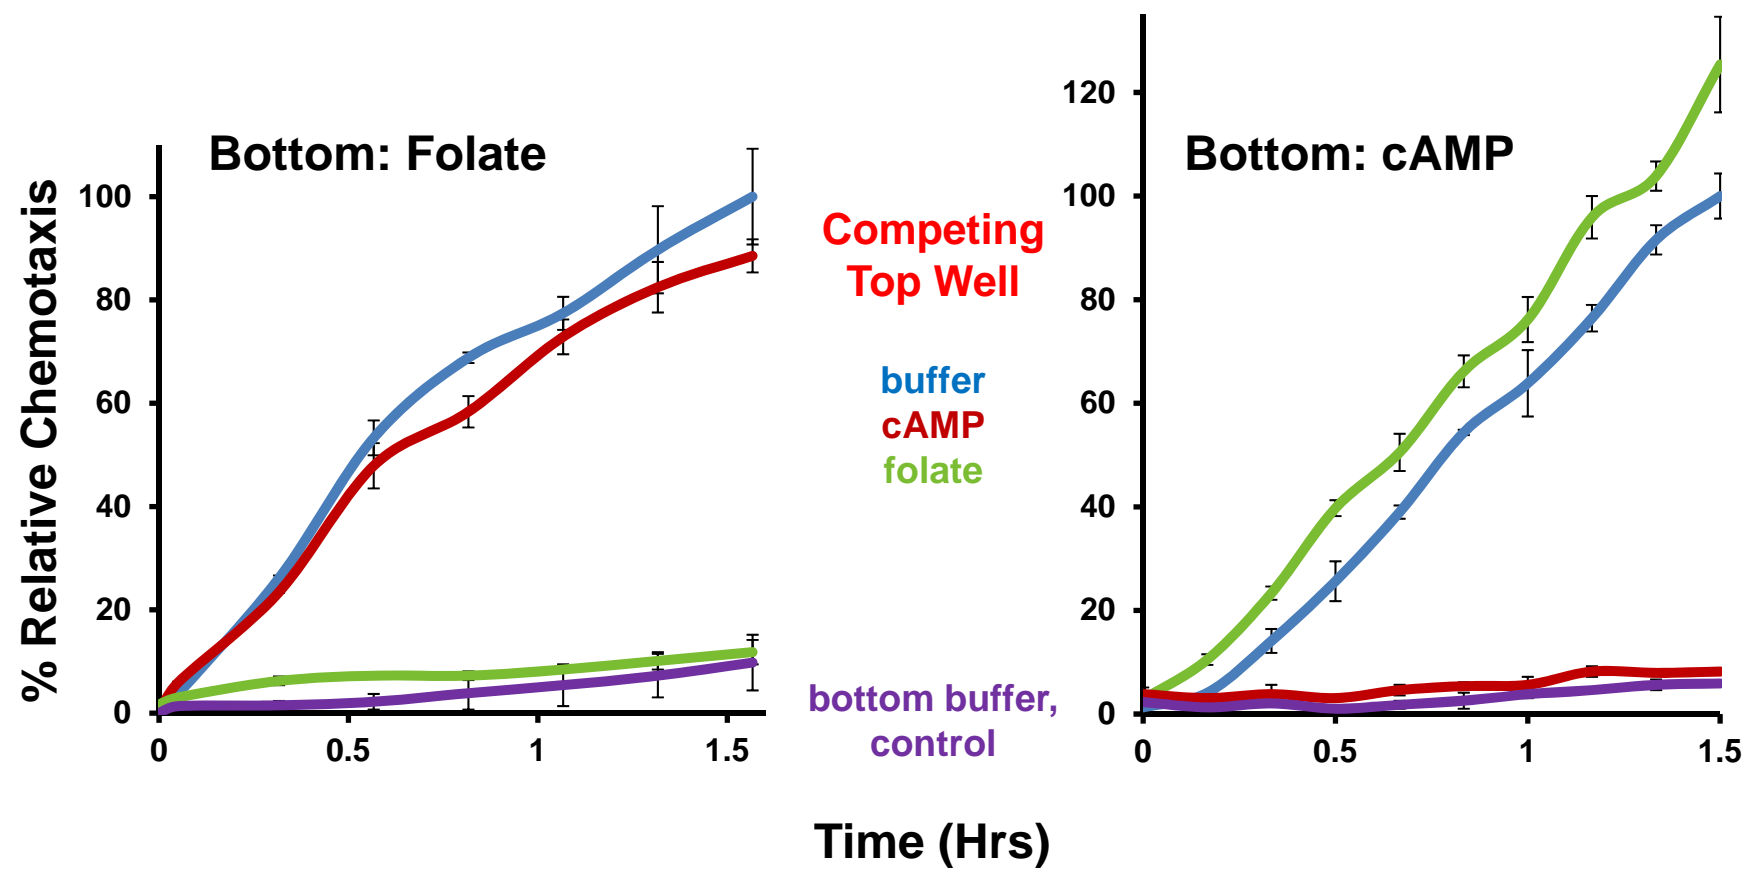 Bottom: Folate
% Relative Chemotaxis
100
80
60
40
20
0
0 0.5 1 1.5
Competing
Top Well
buffer
cAMP
folate
bottom buffer,
control
Bottom: cAMP
120
100
80
60
40
20
0
0 0.5 1 1.5
Time (Hrs)